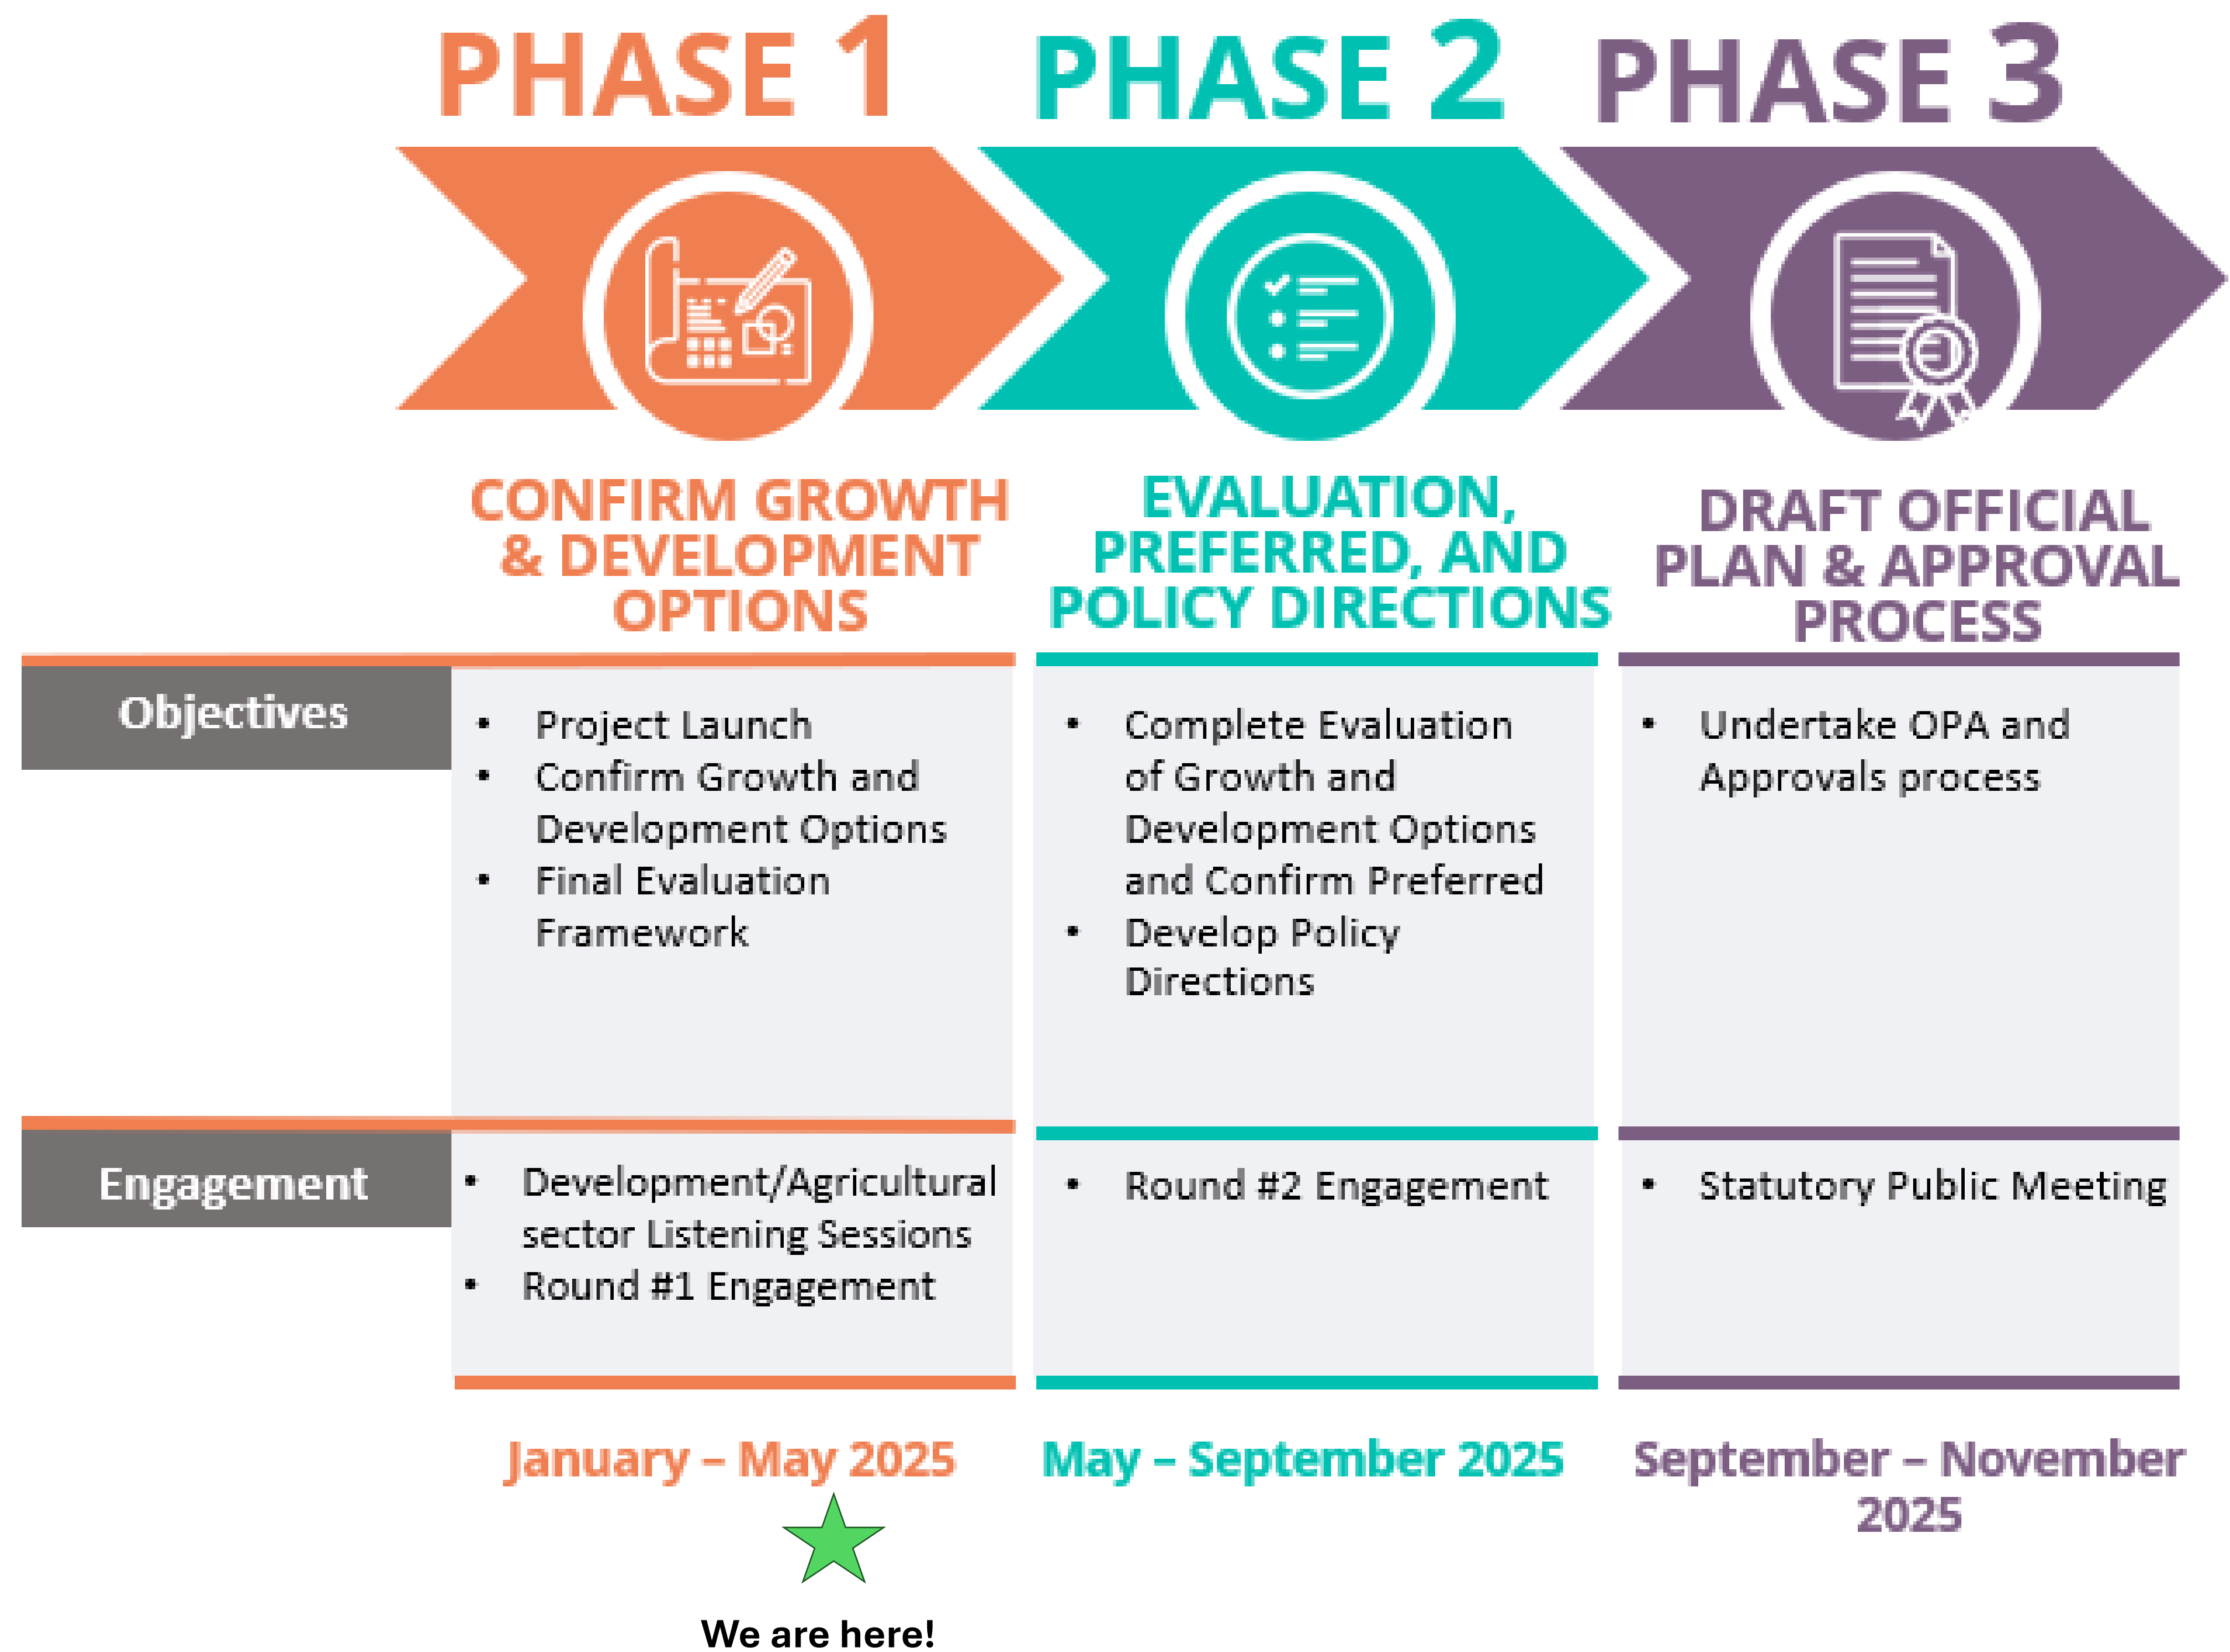 PHASE 1
PHASE 2
PHASE 3
CONFIRM GROWTH
& DEVELOPMENT
OPTIONS
EVALUATION,
PREFERRED, AND
POLICY DIRECTIONS
DRAFT OFFICIAL
PLAN & APPROVAL
PROCESS
Objectives
• Project Launch
• Confirm Growth and
Development Options
• Final Evaluation
Framework
• Complete Evaluation
of Growth and
Development Options
and Confirm Preferred
• Develop Policy
Directions
• Undertake OPA and
Approvals process
Engagement
• Development/Agricultural
sector Listening Sessions
• Round #1 Engagement
• Round #2 Engagement
• Statutory Public Meeting
January – May 2025
May – September 2025
September – November
2025
We are here!